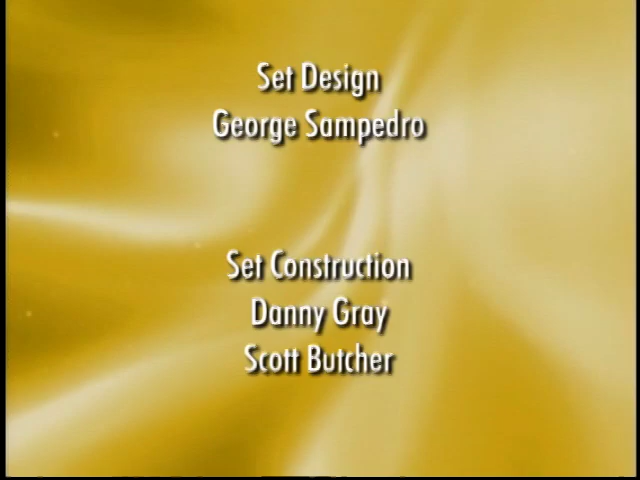 Set Design
George Sampedro
Set Construction
Danny Gray
Scott Butcher